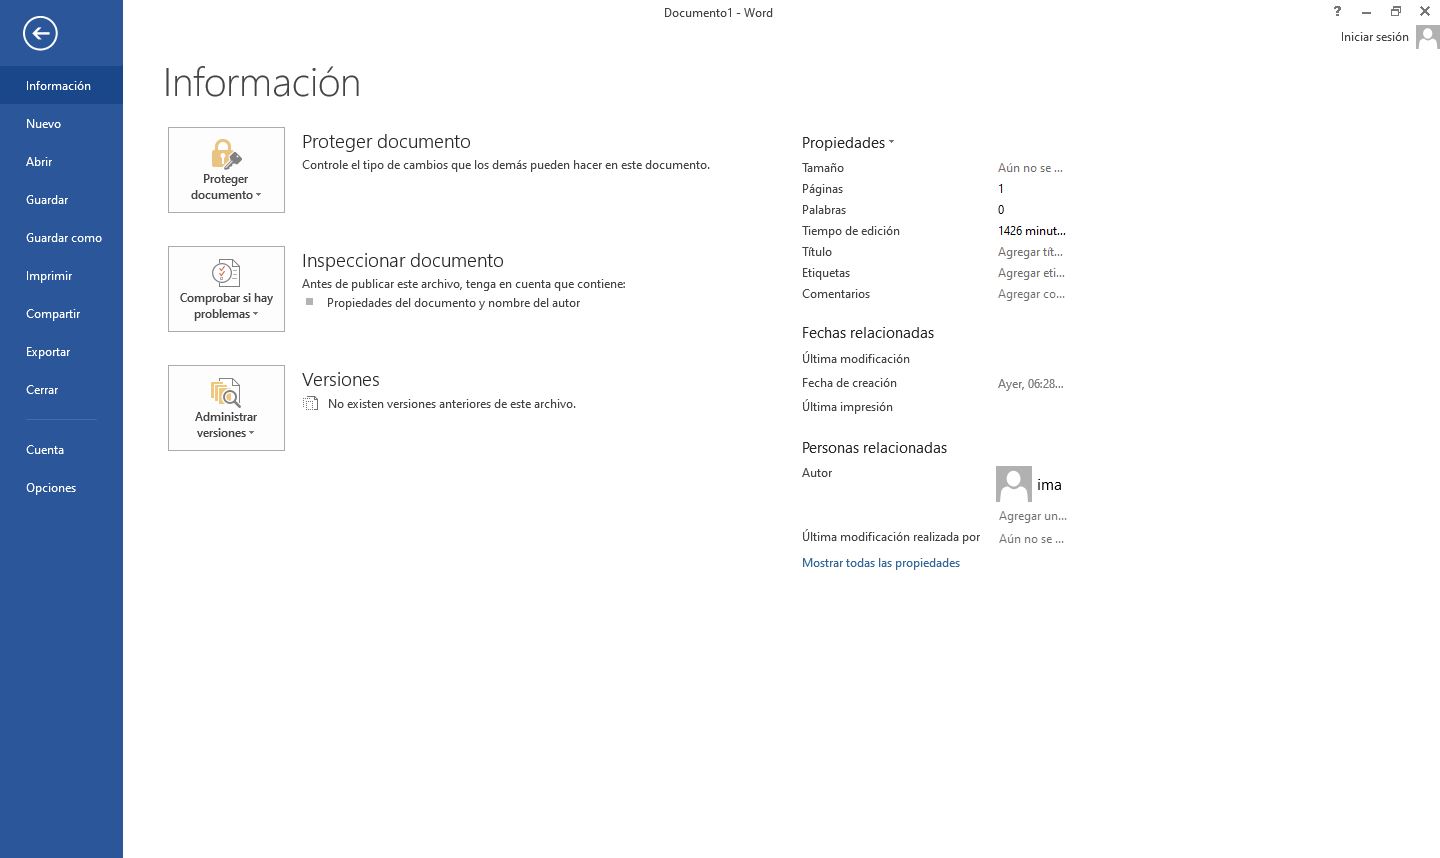 Documento1 - Word
?
Iniciar sesión
Información
Nuevo
Abrir
Guardar
Guardar como
Imprimir
Compartir
Exportar
Cerrar
Cuenta
Opciones
Información
Proteger documento
Proteger documento
Controle el tipo de cambios que los demás pueden hacer en este documento.
Comprobar si hay problemas
Inspeccionar documento
Antes de publicar este archivo, tenga en cuenta que contiene:
Propiedades del documento y nombre del autor
Administrar versiones
Versiones
No existen versiones anteriores de este archivo.
Propiedades
Tamaño Aún no se ...
Páginas 1
Palabras 0
Tiempo de edición 1426 minut...
Título Agregar tít...
Etiquetas Agregar eti...
Comentarios Agregar co...
Fechas relacionadas
Última modificación
Fecha de creación Ayer, 06:28...
Última impresión
Personas relacionadas
Autor ima
Agregar un...
Última modificación realizada por Aún no se ...
Mostrar todas las propiedades